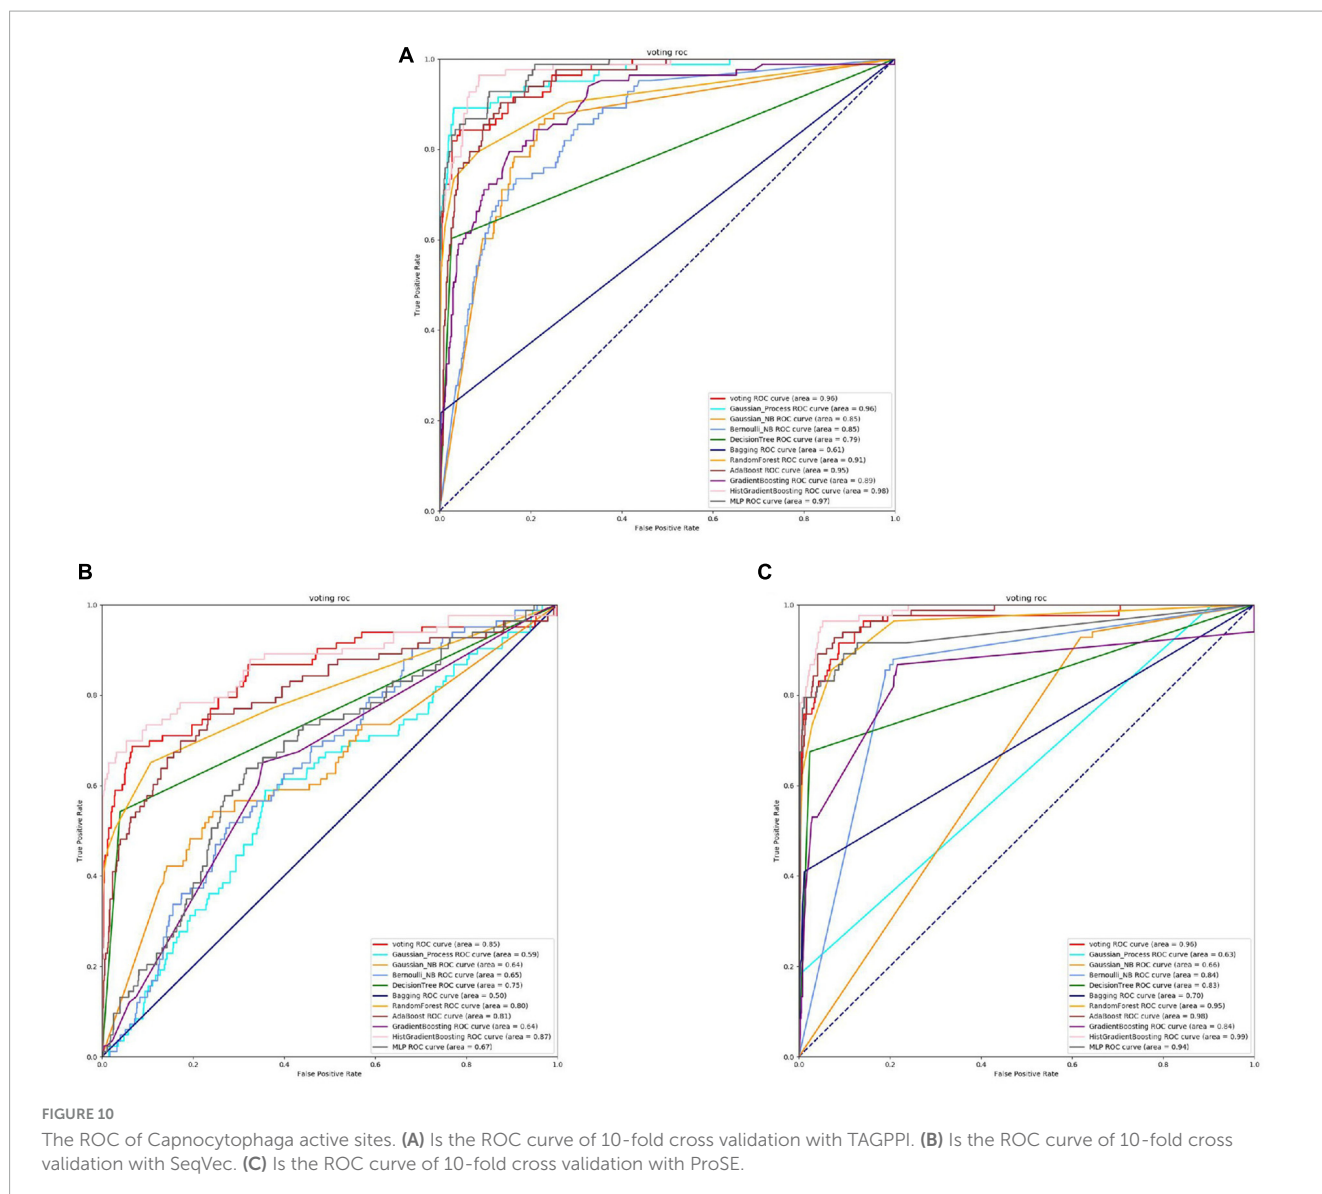 A
voting roc
1.0
0.8
0.6
0.4
0.2
0.0
True Positive Rate
voting ROC curve (area = 0.96)
Gaussian_Process ROC curve (area = 0.96)
Gaussian_NB ROC curve (area = 0.85)
Bernoulli_NB ROC curve (area = 0.85)
DecisionTree ROC curve (area = 0.79)
Bagging ROC curve (area = 0.61)
RandomForest ROC curve (area = 0.91)
AdaBoost ROC curve (area = 0.95)
GradientBoosting ROC curve (area = 0.89)
HistGradientBoosting ROC curve (area = 0.98)
MLP ROC curve (area = 0.97)
0.0 0.2 0.4 0.6 0.8 1.0
False Positive Rate
B
voting roc
1.0
0.8
0.6
0.4
0.2
0.0
True Positive Rate
voting ROC curve (area = 0.85)
Gaussian_Process ROC curve (area = 0.59)
Gaussian_NB ROC curve (area = 0.64)
Bernoulli_NB ROC curve (area = 0.65)
DecisionTree ROC curve (area = 0.75)
Bagging ROC curve (area = 0.50)
RandomForest ROC curve (area = 0.80)
AdaBoost ROC curve (area = 0.81)
GradientBoosting ROC curve (area = 0.64)
HistGradientBoosting ROC curve (area = 0.87)
MLP ROC curve (area = 0.67)
0.0 0.2 0.4 0.6 0.8 1.0
False Positive Rate
C
voting roc
1.0
0.8
0.6
0.4
0.2
0.0
True Positive Rate
voting ROC curve (area = 0.96)
Gaussian_Process ROC curve (area = 0.63)
Gaussian_NB ROC curve (area = 0.66)
Bernoulli_NB ROC curve (area = 0.84)
DecisionTree ROC curve (area = 0.83)
Bagging ROC curve (area = 0.70)
RandomForest ROC curve (area = 0.95)
AdaBoost ROC curve (area = 0.98)
GradientBoosting ROC curve (area = 0.84)
HistGradientBoosting ROC curve (area = 0.99)
MLP ROC curve (area = 0.94)
0.0 0.2 0.4 0.6 0.8 1.0
False Positive Rate
FIGURE 10
The ROC of Capnocytophaga active sites. (A) Is the ROC curve of 10-fold cross validation with TAGPPI. (B) Is the ROC curve of 10-fold cross
validation with SeqVec. (C) Is the ROC curve of 10-fold cross validation with ProSE.